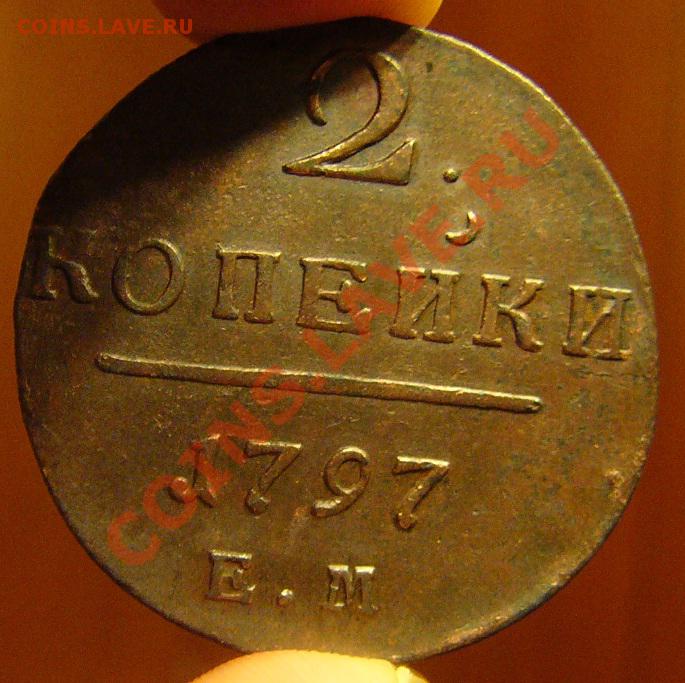 COINS.LAVE.RU
2.
КОПЕЙКИ
1797
Е.М
COINS.LAVE.RU